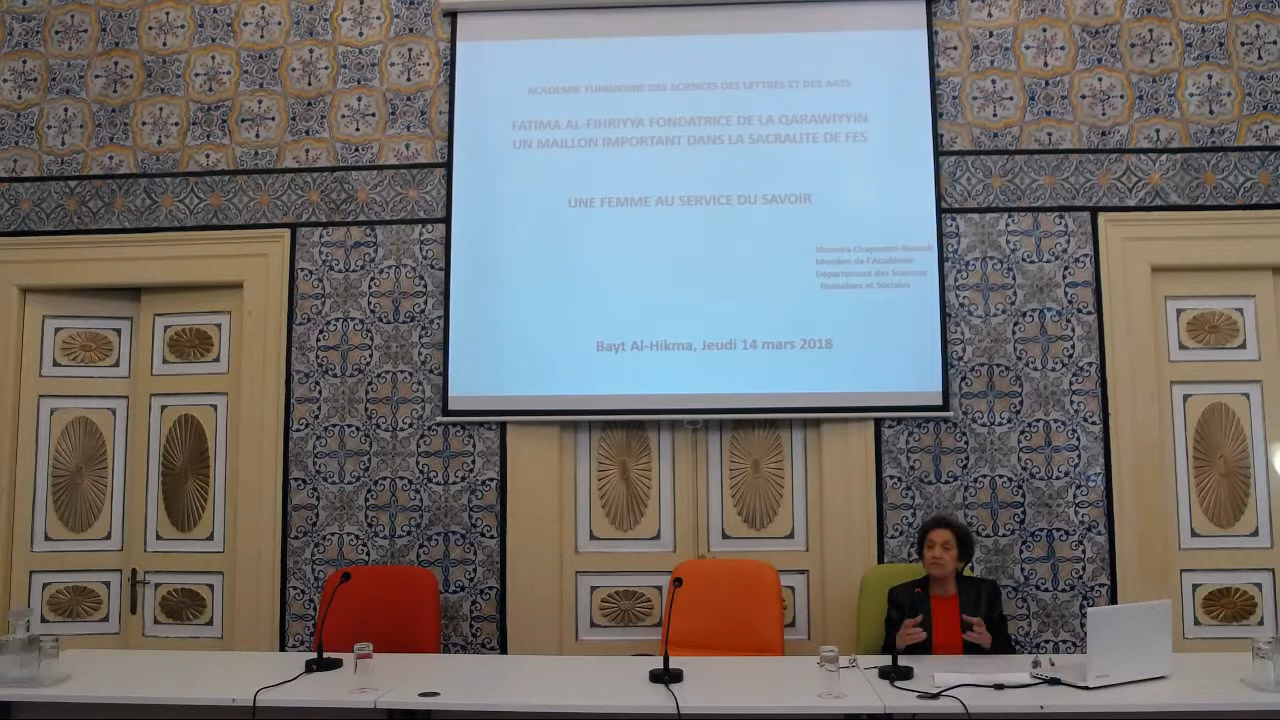 ACADEMIE TUNISIENNE DES SCIENCES DES LETTRES ET DES ARTS
FATIMA AL-FIHRIYYA FONDATRICE DE LA QARAWIYYIN
UN MAILLON IMPORTANT DANS LA SACRALITE DE FES
UNE FEMME AU SERVICE DU SAVOIR
Mounira
Membre de l'Académie
Département des Sciences
Humaines et Sociales
Bayt Al-Hikma, Jeudi 14 mars 2018